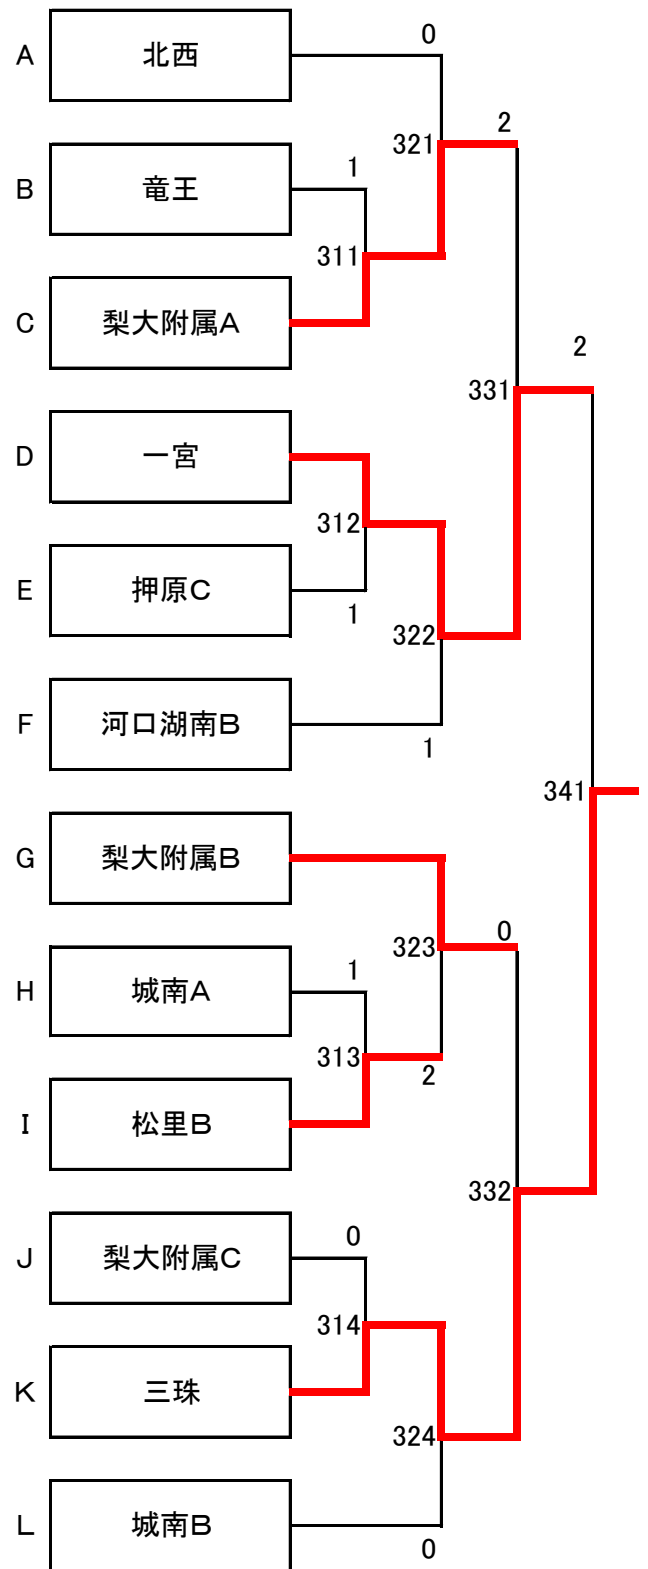 0
A 北西
2
321
B 竜王 1
311
C 梨大附属A
2
331
D 一宮
312
E 押原C
1
322
F 河口湖南B
1
341
G 梨大附属B
0
323
H 城南A 1
313
2
I 松里B
332
J 梨大附属C 0
314
K 三珠
324
L 城南B
0